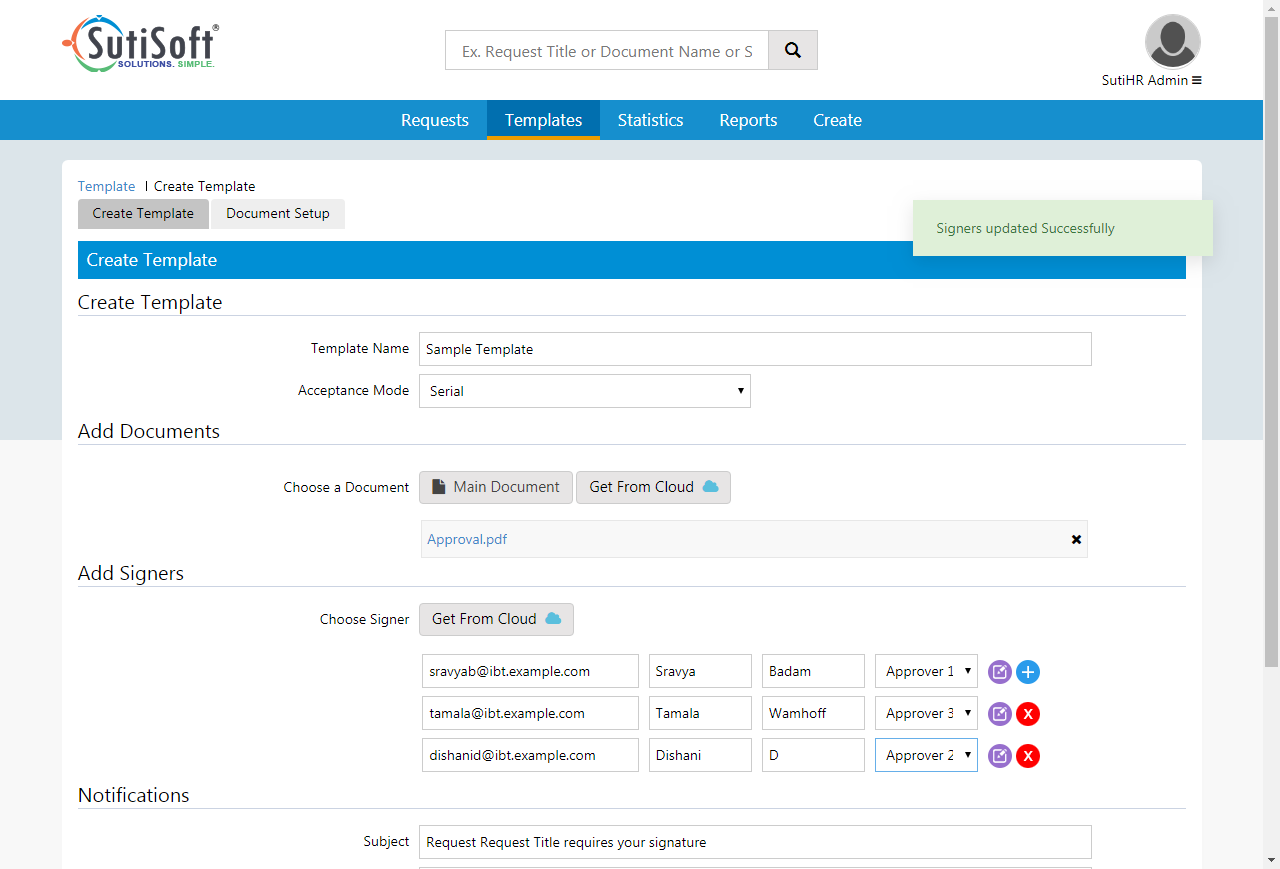 SutiSoft®
SOLUTIONS. SIMPLE.
Ex. Request Title or Document Name or S
SutiHR Admin
Requests Templates Statistics Reports Create
Template I Create Template
Create Template Document Setup
Signers updated Successfully
Create Template
Create Template
Template Name Sample Template
Acceptance Mode Serial
Add Documents
Choose a Document Main Document Get From Cloud
Approval.pdf
Add Signers
Choose Signer Get From Cloud
sravyab@ibt.example.com Sravya Badam Approver 1
tamala@ibt.example.com Tamala Wamhoff Approver 3 X
dishanid@ibt.example.com Dishani D Approver 2 X
Notifications
Subject Request Request Title requires your signature